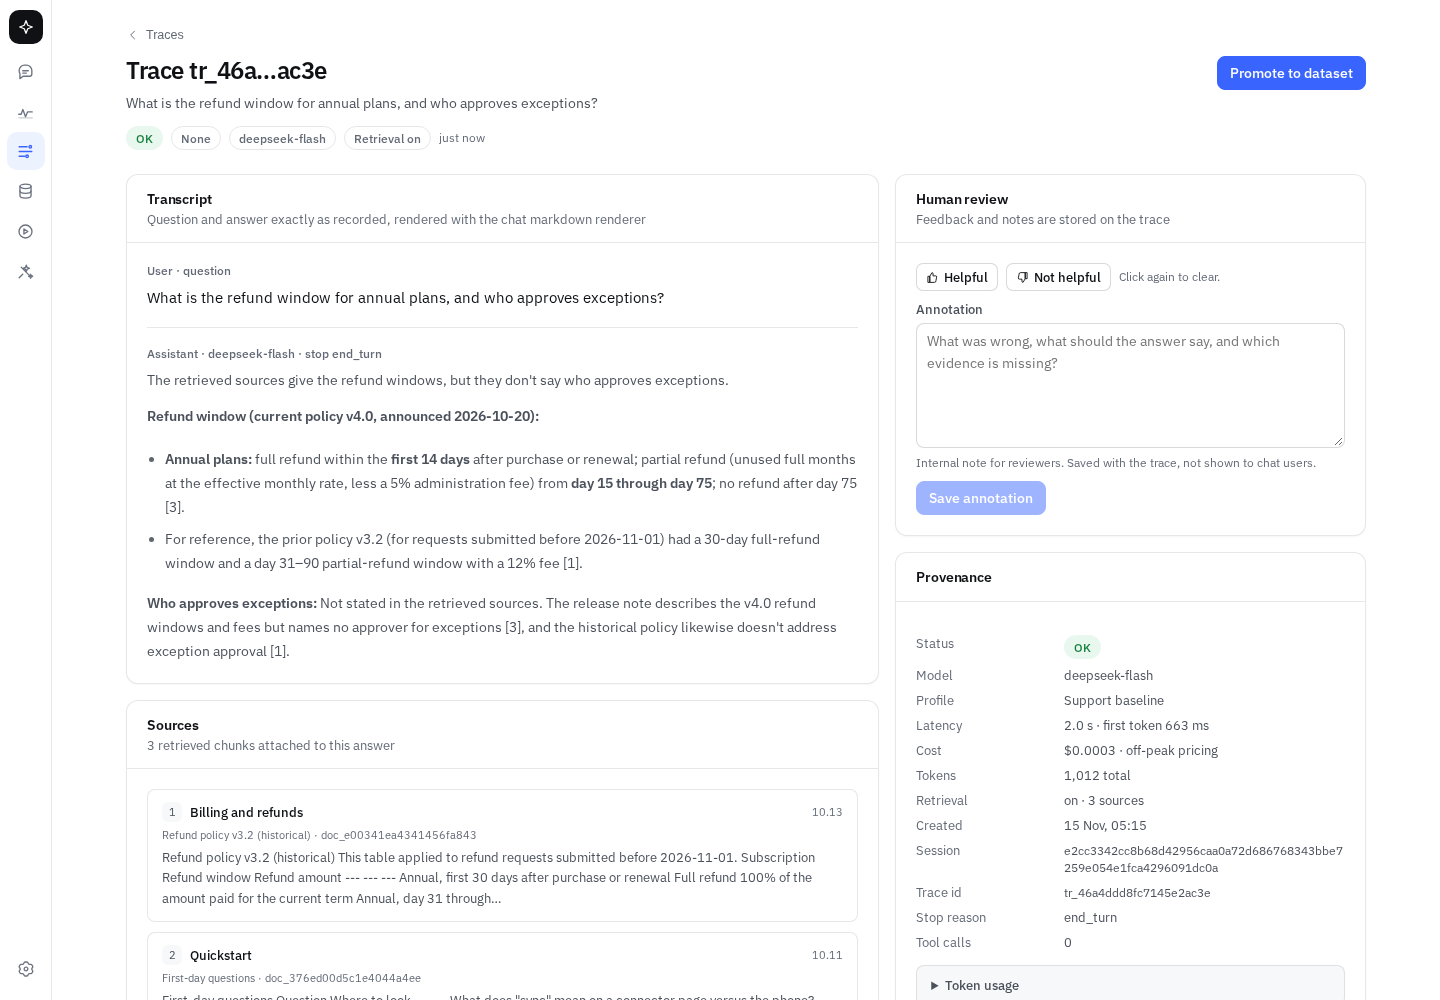 Traces
Trace tr_46a…ac3e
Promote to dataset
What is the refund window for annual plans, and who approves exceptions?
OK
None
deepseek-flash
Retrieval on
just now
Transcript
Question and answer exactly as recorded, rendered with the chat markdown renderer
User · question
What is the refund window for annual plans, and who approves exceptions?
Assistant · deepseek-flash · stop end_turn
The retrieved sources give the refund windows, but they don't say who approves exceptions.
Refund window (current policy v4.0, announced 2026-10-20):
Annual plans: full refund within the first 14 days after purchase or renewal; partial refund (unused full months
at the effective monthly rate, less a 5% administration fee) from day 15 through day 75; no refund after day 75
[3].
For reference, the prior policy v3.2 (for requests submitted before 2026-11-01) had a 30-day full-refund
window and a day 31–90 partial-refund window with a 12% fee [1].
Who approves exceptions: Not stated in the retrieved sources. The release note describes the v4.0 refund
windows and fees but names no approver for exceptions [3], and the historical policy likewise doesn't address
exception approval [1].
Sources
3 retrieved chunks attached to this answer
1
Billing and refunds
10.13
Refund policy v3.2 (historical) · doc_e00341ea4341456fa843
Refund policy v3.2 (historical) This table applied to refund requests submitted before 2026-11-01. Subscription
Refund window Refund amount --- --- --- Annual, first 30 days after purchase or renewal Full refund 100% of the
amount paid for the current term Annual, day 31 through…
2
Quickstart
10.11
First-day questions · doc_376ed00d5c1e4044a4ee
First-day questions Question Where to look --- --- What does "sync" mean on a connector page versus the phone?
Human review
Feedback and notes are stored on the trace
Helpful
Not helpful
Click again to clear.
Annotation
What was wrong, what should the answer say, and which
evidence is missing?
Internal note for reviewers. Saved with the trace, not shown to chat users.
Save annotation
Provenance
Status
OK
Model
deepseek-flash
Profile
Support baseline
Latency
2.0 s · first token 663 ms
Cost
$0.0003 · off-peak pricing
Tokens
1,012 total
Retrieval
on · 3 sources
Created
15 Nov, 05:15
Session
e2cc3342cc8b68d42956caa0a72d686768343bbe7
259e054e1fca4296091dc0a
Trace id
tr_46a4ddd8fc7145e2ac3e
Stop reason
end_turn
Tool calls
0
Token usage